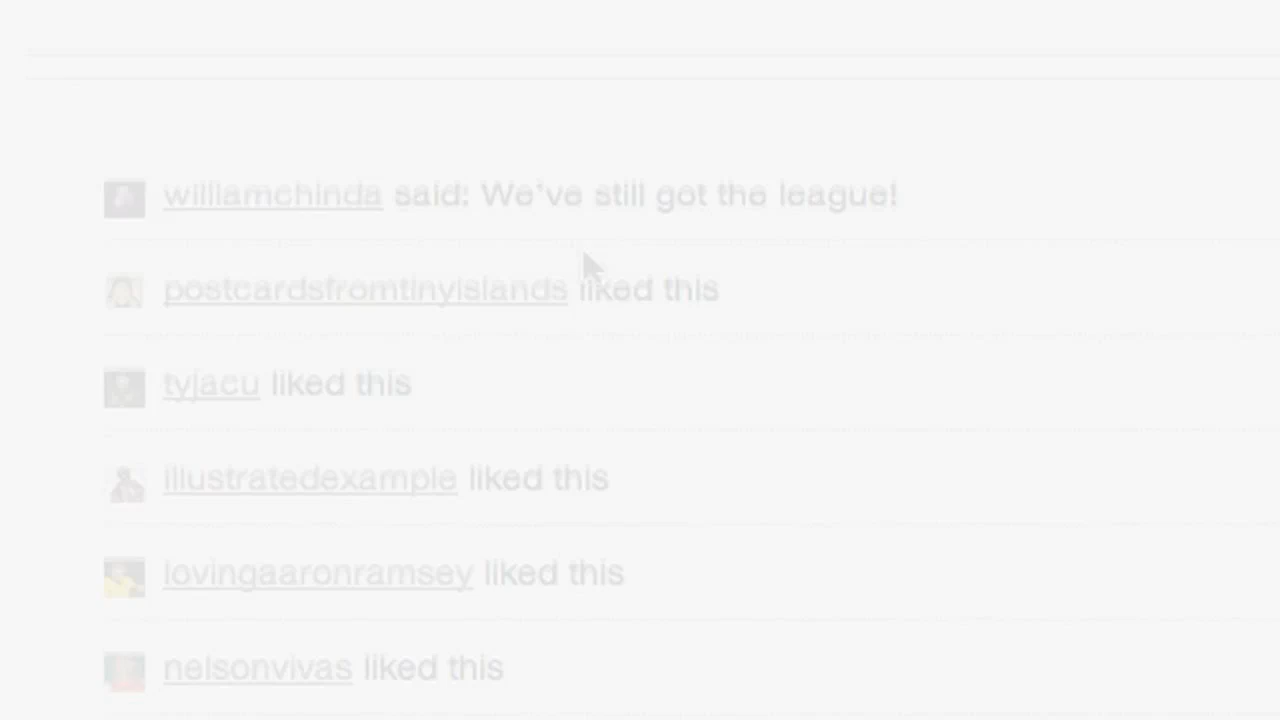 williamchinda said: We've still got the league!
postcardsfromtinyislands liked this
tyjacu liked this
illustratedexample liked this
lovingaaronramsey liked this
nelsonvivas liked this